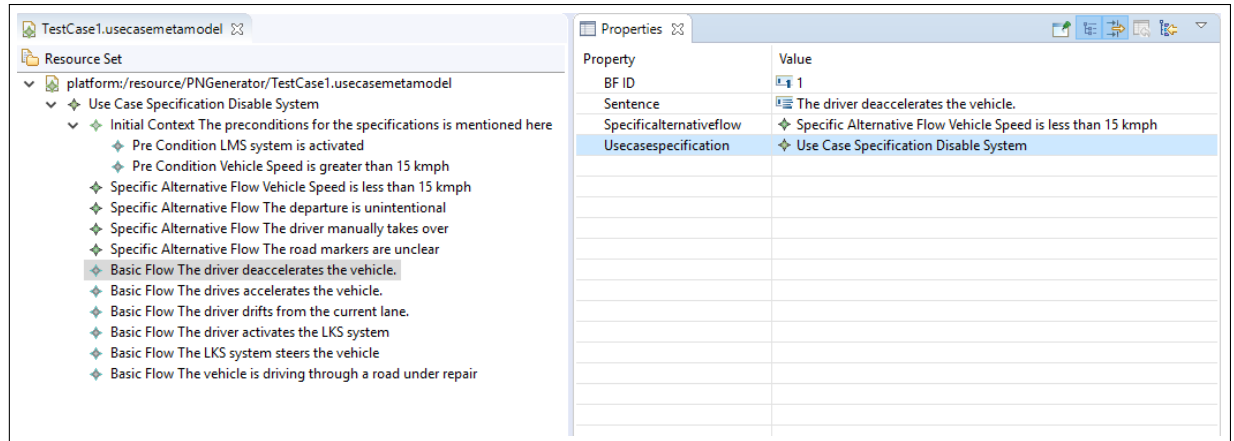 TestCase1.usecasemetamodel
Resource Set
platform:/resource/PNGenerator/TestCase1.usecasemetamodel
Use Case Specification Disable System
Initial Context The preconditions for the specifications is mentioned here
Pre Condition LMS system is activated
Pre Condition Vehicle Speed is greater than 15 kmph
Specific Alternative Flow Vehicle Speed is less than 15 kmph
Specific Alternative Flow The departure is unintentional
Specific Alternative Flow The driver manually takes over
Specific Alternative Flow The road markers are unclear
Basic Flow The driver deaccelerates the vehicle.
Basic Flow The drives accelerates the vehicle.
Basic Flow The driver drifts from the current lane.
Basic Flow The driver activates the LKS system
Basic Flow The LKS system steers the vehicle
Basic Flow The vehicle is driving through a road under repair
Properties
Property Value
BF ID 1
Sentence The driver deaccelerates the vehicle.
Specificalternativeflow Specific Alternative Flow Vehicle Speed is less than 15 kmph
Usecasespecification Use Case Specification Disable System